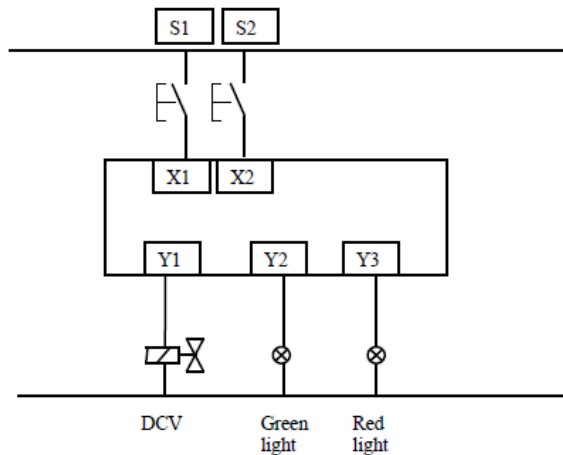 S1 S2
X1 X2
Y1 Y2 Y3
DCV Green Red
light light